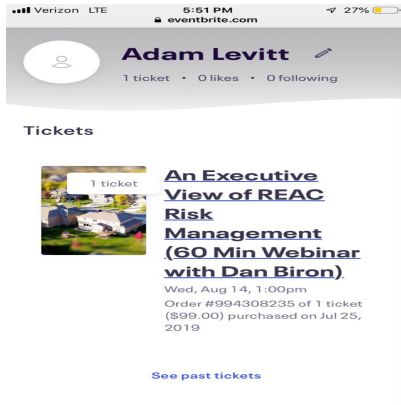 Verizon LTE 5:51 PM 27%
eventbrite.com
Adam Levitt
1 ticket • 0 likes • 0 following
Tickets
1 ticket
An Executive
View of REAC
Risk
Management
(60 Min Webinar
with Dan Biron)
Wed, Aug 14, 1:00pm
Order #994308235 of 1 ticket
($99.00) purchased on Jul 25,
2019
See past tickets